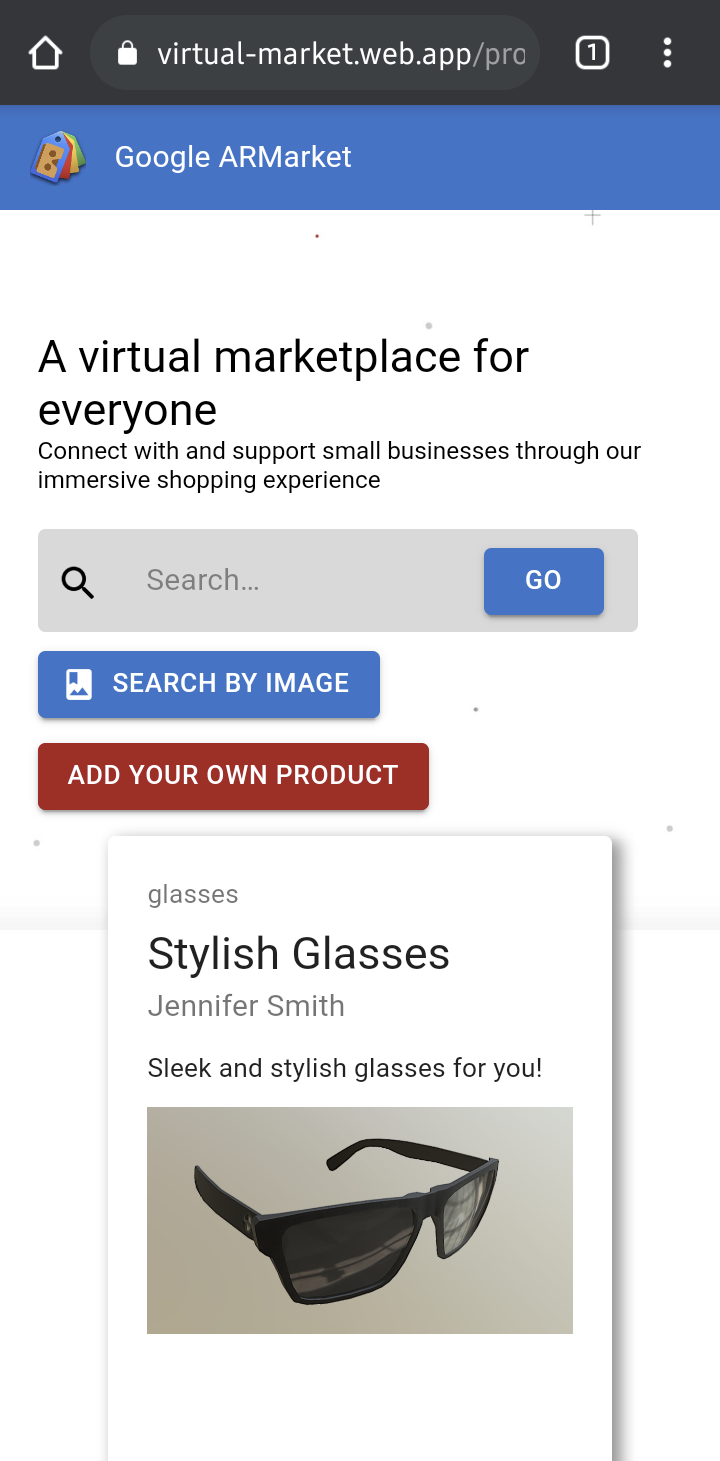 virtual-market.web.app/pro
1
Google ARMarket
A virtual marketplace for
everyone
Connect with and support small businesses through our
immersive shopping experience
Search...
GO
SEARCH BY IMAGE
ADD YOUR OWN PRODUCT
glasses
Stylish Glasses
Jennifer Smith
Sleek and stylish glasses for you!